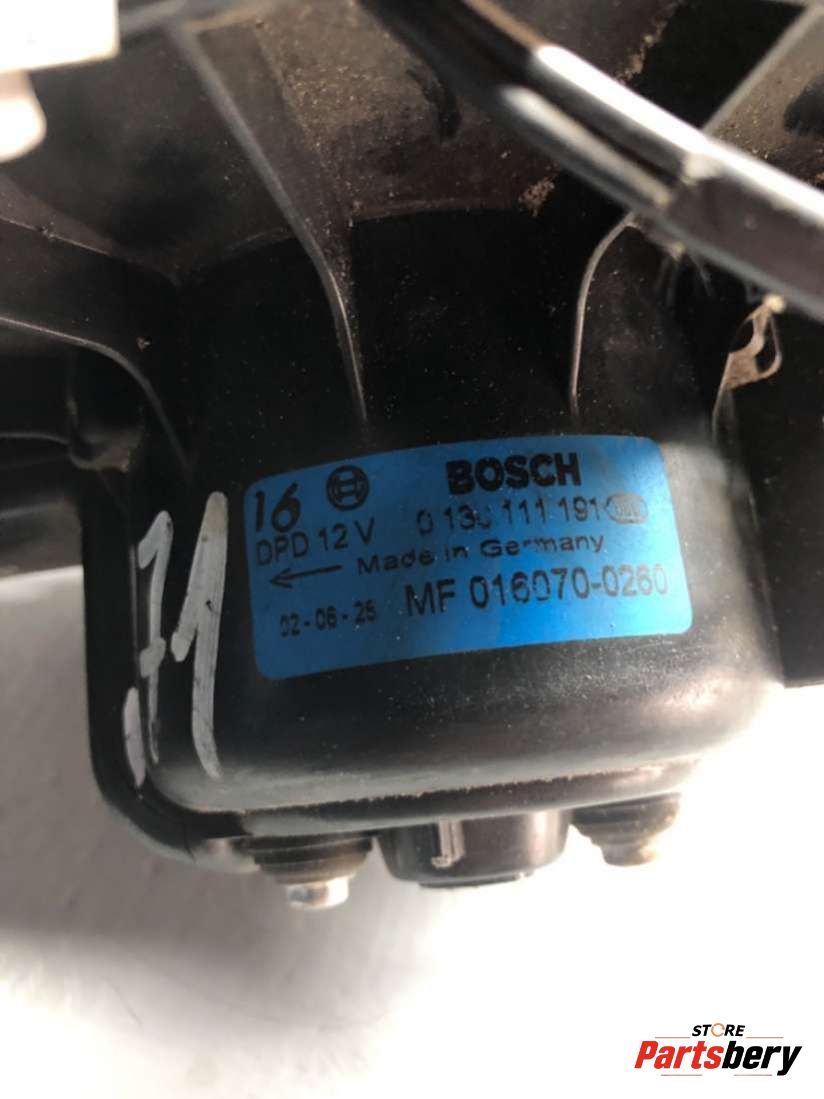 16 BOSCH
DPD 12 V 0 130 111 191
← Made in Germany
02-06-25 MF 016070-0260
71
STORE
Partsbery